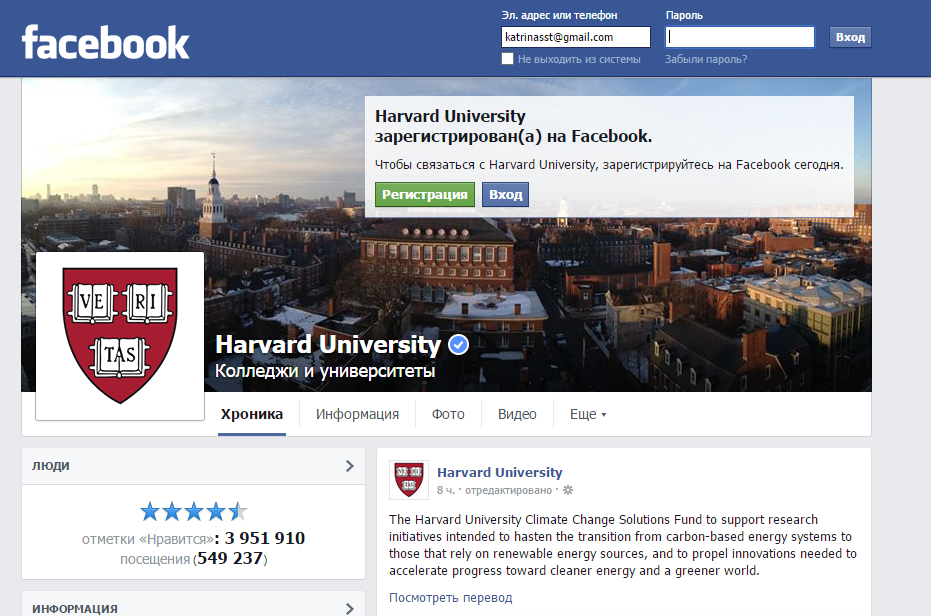 facebook
Эл. адрес или телефон
Пароль
katrinasst@gmail.com
Вход
Не выходить из системы
Забыли пароль?
Harvard University
зарегистрирован(а) на Facebook.
Чтобы связаться с Harvard University, зарегистрируйтесь на Facebook сегодня.
Регистрация
Вход
VE RI
TAS
Harvard University
Колледжи и университеты
Хроника
Информация
Фото
Видео
Еще
ЛЮДИ
отметки «Нравится»: 3 951 910
посещения (549 237)
ИНФОРМАЦИЯ
VE RI
TAS
Harvard University
8 ч. · отредактировано ·
The Harvard University Climate Change Solutions Fund to support research
initiatives intended to hasten the transition from carbon-based energy systems to
those that rely on renewable energy sources, and to propel innovations needed to
accelerate progress toward cleaner energy and a greener world.
Посмотреть перевод